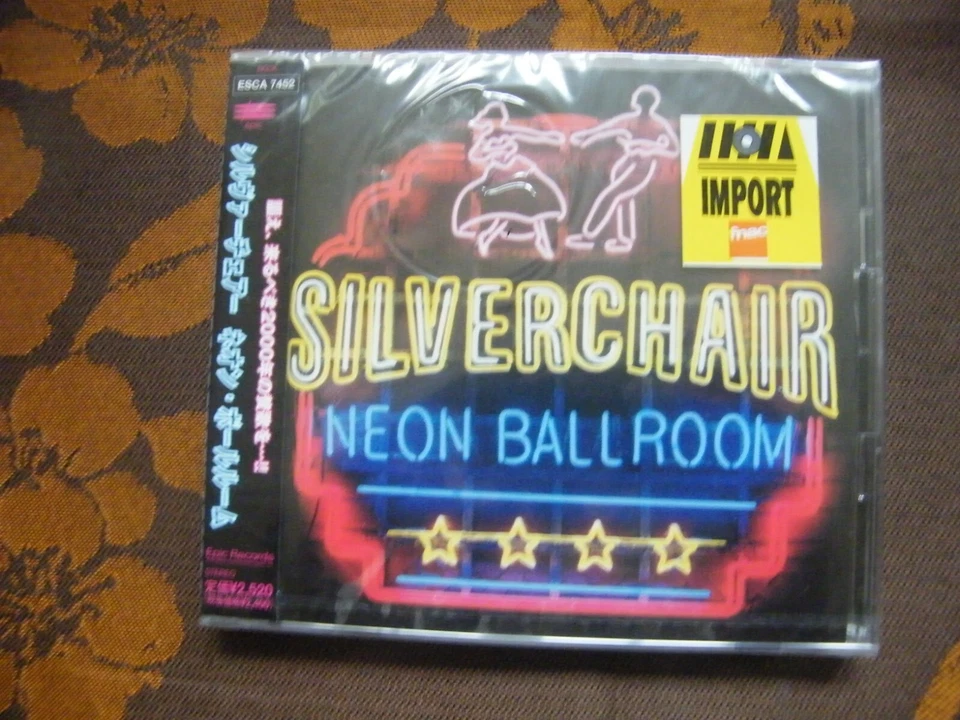 ESCA 7452
シルヴァーチェアー ネオン・ボールルーム
Epic Records
STEREO
定価¥2,520
IMPORT
fnac
SILVERCHAIR
NEON BALLROOM